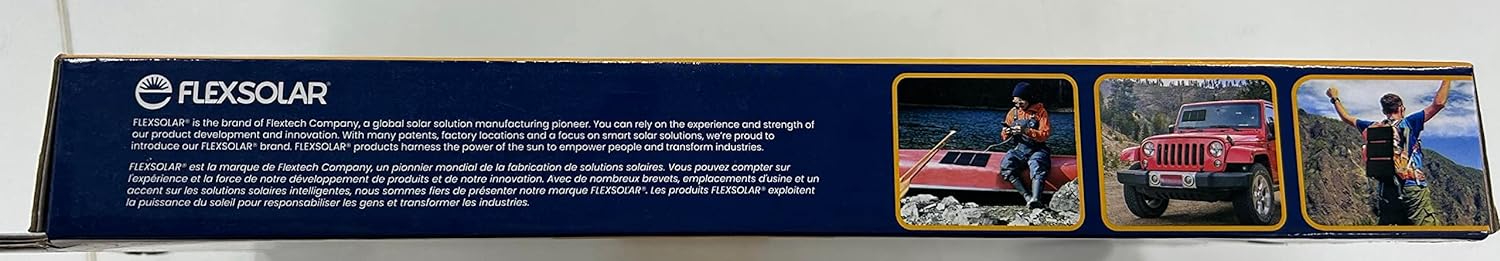 FLEXSOLAR®
FLEXSOLAR® is the brand of Flextech Company, a global solar solution manufacturing pioneer. You can rely on the experience and strength of
our product development and innovation. With many patents, factory locations and a focus on smart solar solutions, we're proud to
introduce our FLEXSOLAR® brand. FLEXSOLAR® products harness the power of the sun to empower people and transform industries.
FLEXSOLAR® est la marque de Flextech Company, un pionnier mondial de la fabrication de solutions solaires. Vous pouvez compter sur
l'expérience et la force de notre développement de produits et de notre innovation. Avec de nombreux brevets, emplacements d'usine et un
accent sur les solutions solaires intelligentes, nous sommes fiers de présenter notre marque FLEXSOLAR®. Les produits FLEXSOLAR® exploitent
la puissance du soleil pour responsabiliser les gens et transformer les industries.